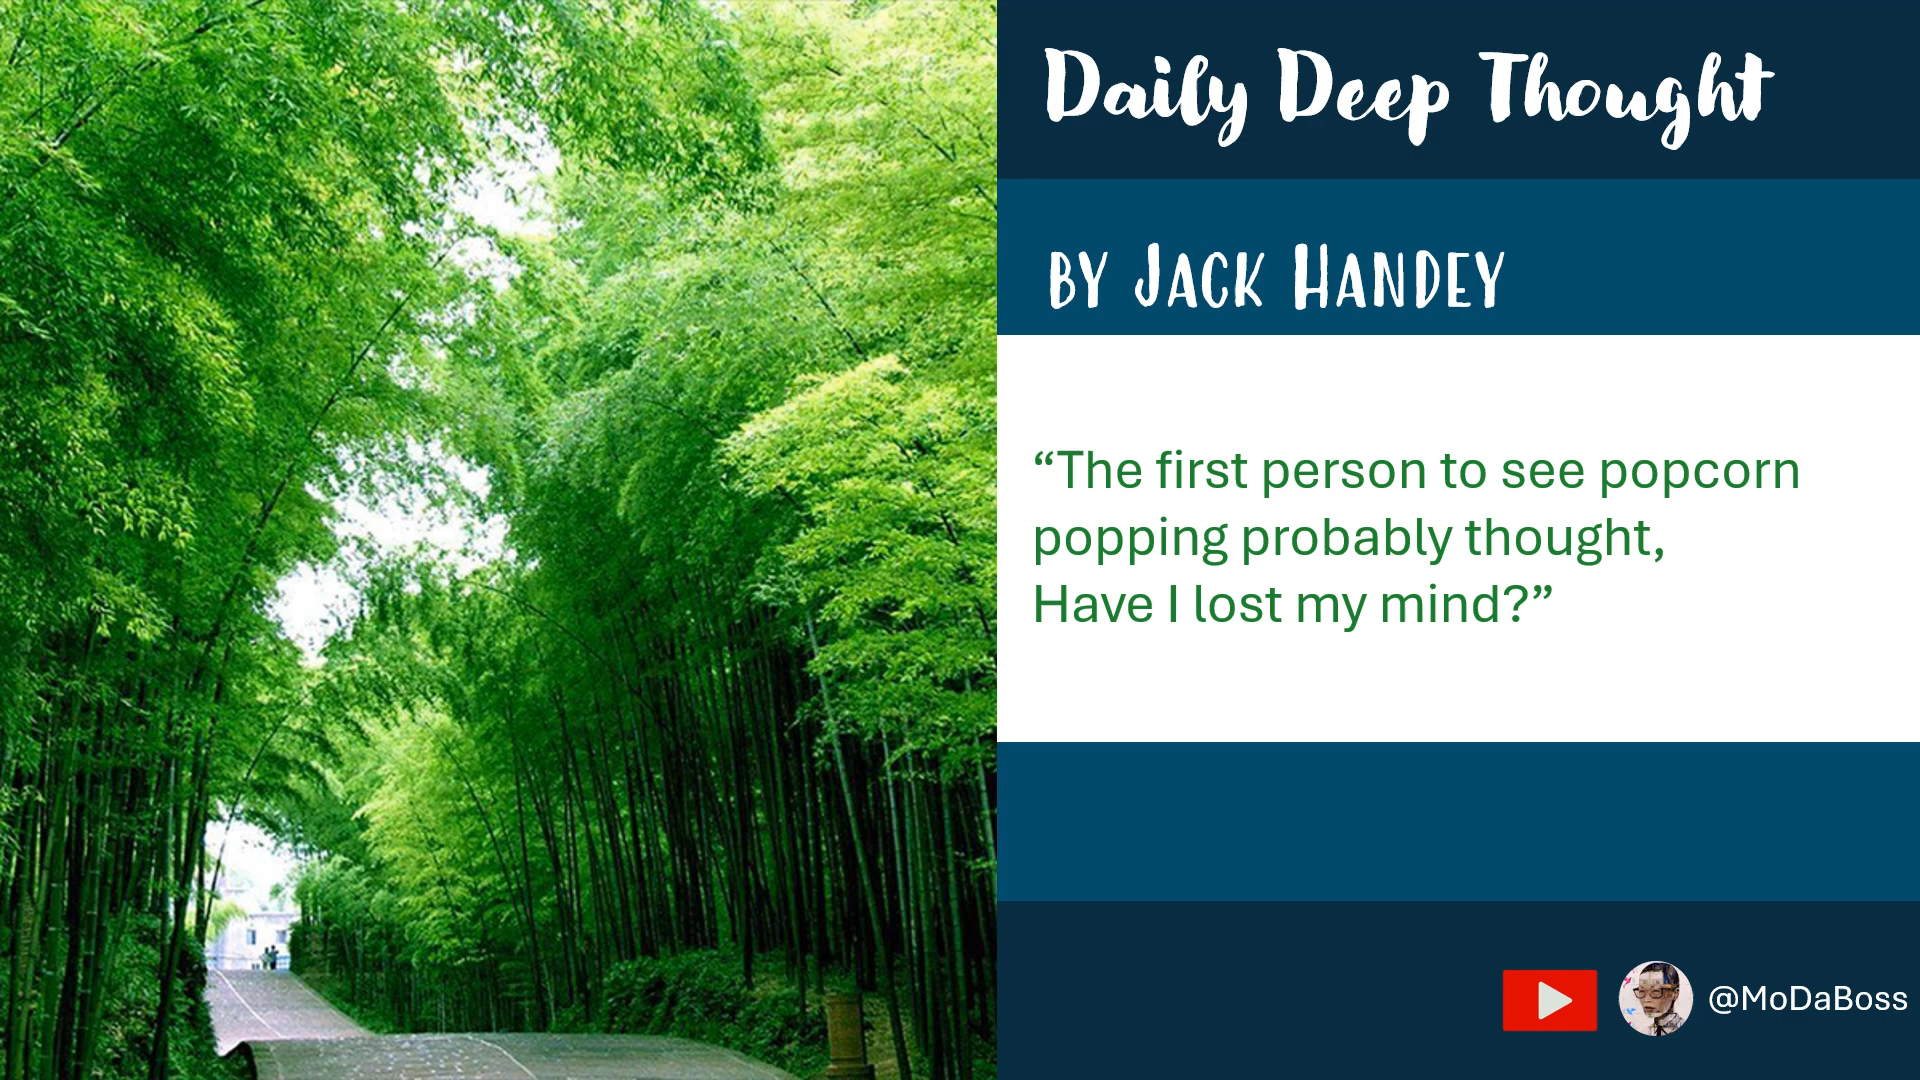 Daily Deep Thought
by Jack Handey
“The first person to see popcorn
popping probably thought,
Have I lost my mind?”
@MoDaBoss